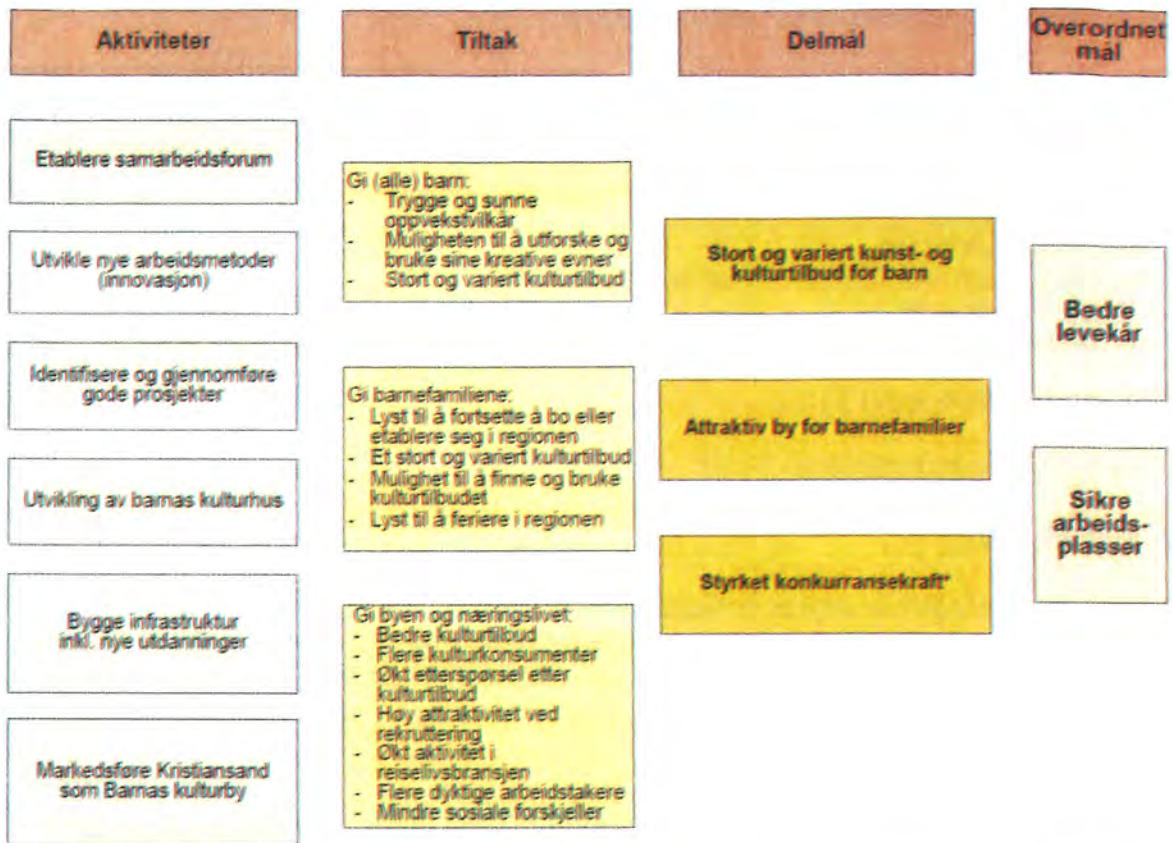 Aktiviteter
Etablere samarbeidsforum
Utvikle nye arbeidsmetoder
(innovasjon)
Identifisere og gjennomføre
gode prosjekter
Utvikling av barnas kulturhus
Bygge infrastruktur
inkl. nye utdanninger
Markedsføre Kristiansand
som Barnas kulturby
Tiltak
Gi (alle) barn:
- Trygge og sunne
oppvekstvilkår
- Muligheten til å utforske og
bruke sine kreative evner
- Stort og variert kulturtilbud
Gi barnefamiliene:
- Lyst til å fortsette å bo eller
etablere seg i regionen
- Et stort og variert kulturtilbud
- Mulighet til å finne og bruke
kulturtilbudet
- Lyst til å feriere i regionen
Gi byen og næringslivet:
- Bedre kulturtilbud
- Flere kulturkonsumenter
- Økt etterspørsel etter
kulturtilbud
- Høy attraktivitet ved
rekruttering
- Økt aktivitet i
reiselivsbransjen
- Flere dyktige arbeidstakere
- Mindre sosiale forskjeller
Delmål
Stort og variert kunst- og
kulturtilbud for barn
Attraktiv by for barnefamilier
Styrket konkurransekraft*
Overordnet
mål
Bedre
levekår
Sikre
arbeids-
plasser